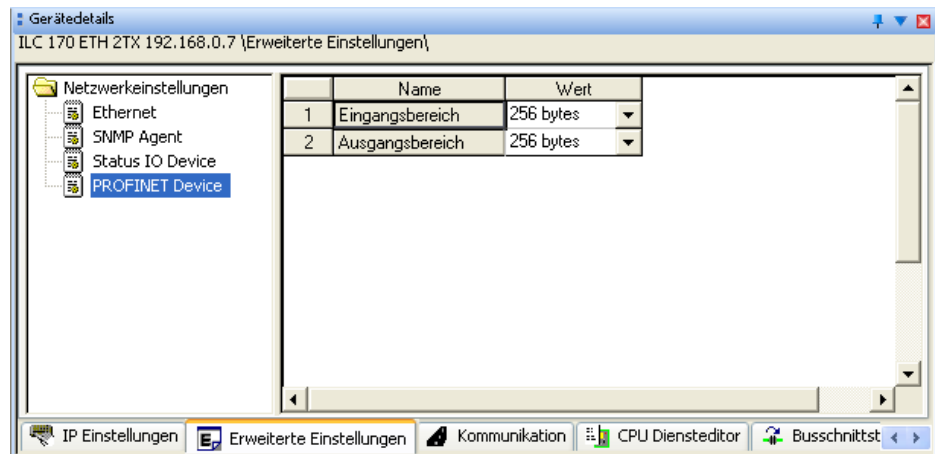 Gerätedetails
ILC 170 ETH 2TX 192.168.0.7 \Erweiterte Einstellungen\
Netzwerkeinstellungen
Ethernet
SNMP Agent
Status IO Device
PROFINET Device
Name Wert
1 Eingangsbereich 256 bytes
2 Ausgangsbereich 256 bytes
IP Einstellungen Erweiterte Einstellungen Kommunikation CPU Diensteditor Busschnittst